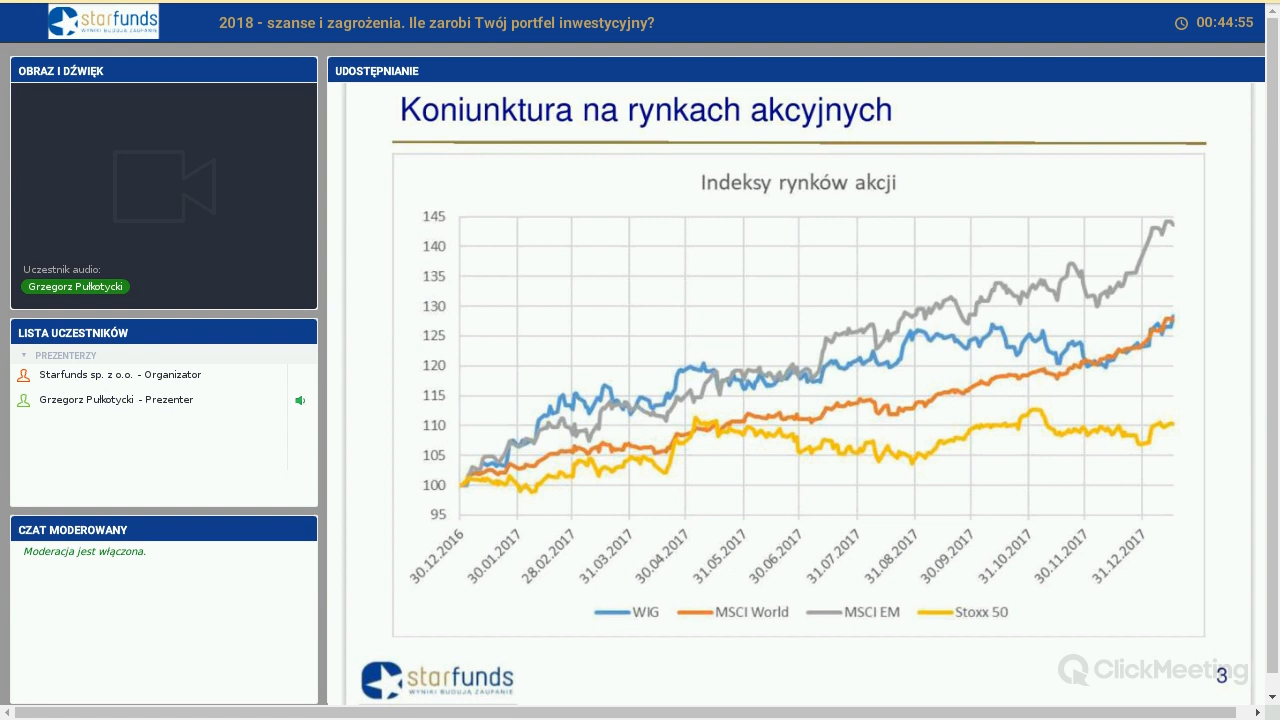 starfunds
WYNIKI BUDUJĄ ZAUFANIE
2018 - szanse i zagrożenia. Ile zarobi Twój portfel inwestycyjny?
00:44:55
OBRAZ I DŹWIĘK
Uczestnik audio:
Grzegorz Pułkotycki
LISTA UCZESTNIKÓW
PREZENTERZY
Starfunds sp. z o.o. - Organizator
Grzegorz Pułkotycki - Prezenter
CZAT MODEROWANY
Moderacja jest włączona.
UDOSTĘPNIANIE
Koniunktura na rynkach akcyjnych
Indeksy rynków akcji
145
140
135
130
125
120
115
110
105
100
95
30.12.2016
30.01.2017
28.02.2017
31.03.2017
30.04.2017
31.05.2017
30.06.2017
31.07.2017
31.08.2017
30.09.2017
31.10.2017
30.11.2017
31.12.2017
WIG MSCI World MSCI EM Stoxx 50
starfunds
WYNIKI BUDUJĄ ZAUFANIE
ClickMeeting
3